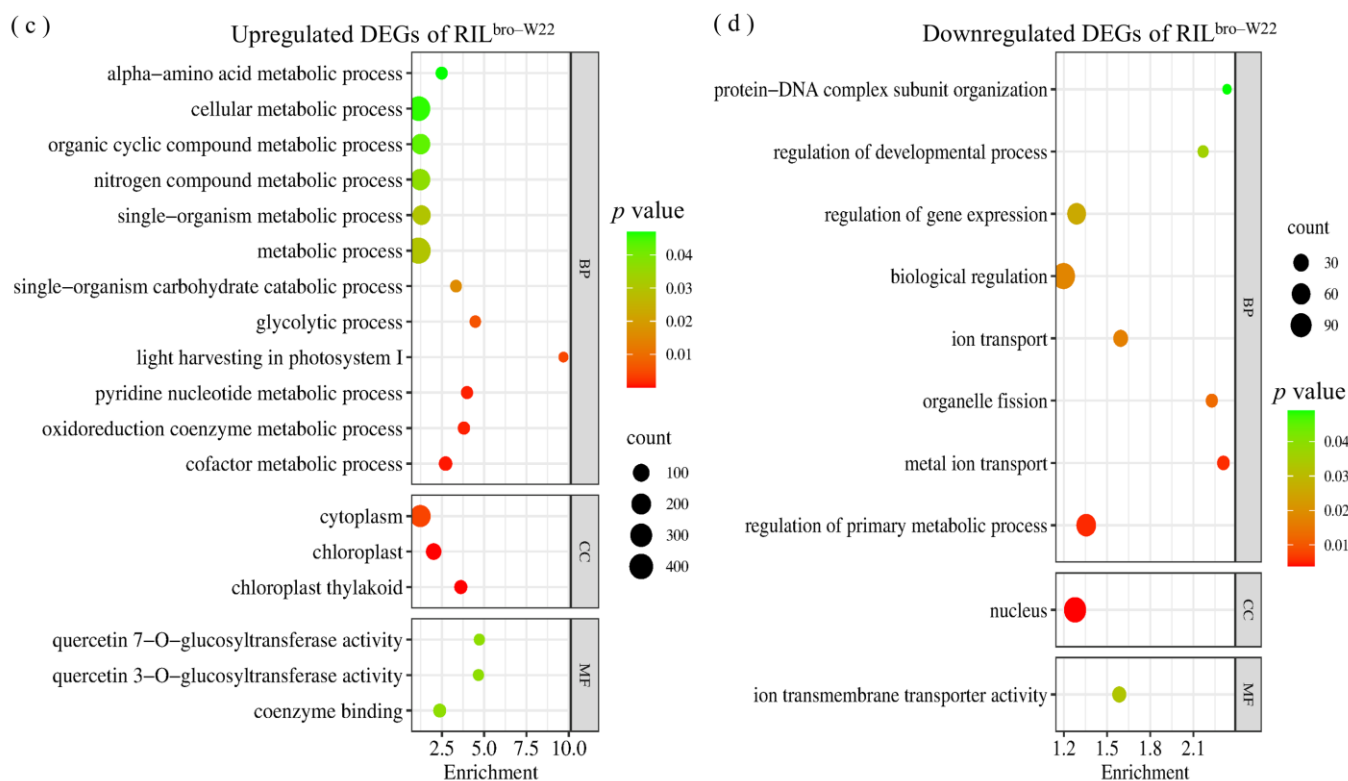 ( c )
Upregulated DEGs of RILbro–W22
alpha–amino acid metabolic process
cellular metabolic process
organic cyclic compound metabolic process
nitrogen compound metabolic process
single–organism metabolic process
metabolic process
single–organism carbohydrate catabolic process
glycolytic process
light harvesting in photosystem I
pyridine nucleotide metabolic process
oxidoreduction coenzyme metabolic process
cofactor metabolic process
BP
cytoplasm
chloroplast
chloroplast thylakoid
CC
quercetin 7–O–glucosyltransferase activity
quercetin 3–O–glucosyltransferase activity
coenzyme binding
MF
2.5 5.0 7.5 10.0
Enrichment
p value
0.04
0.03
0.02
0.01
count
100
200
300
400
( d )
Downregulated DEGs of RILbro–W22
protein–DNA complex subunit organization
regulation of developmental process
regulation of gene expression
biological regulation
ion transport
organelle fission
metal ion transport
regulation of primary metabolic process
BP
nucleus
CC
ion transmembrane transporter activity
MF
1.2 1.5 1.8 2.1
Enrichment
count
30
60
90
p value
0.04
0.03
0.02
0.01